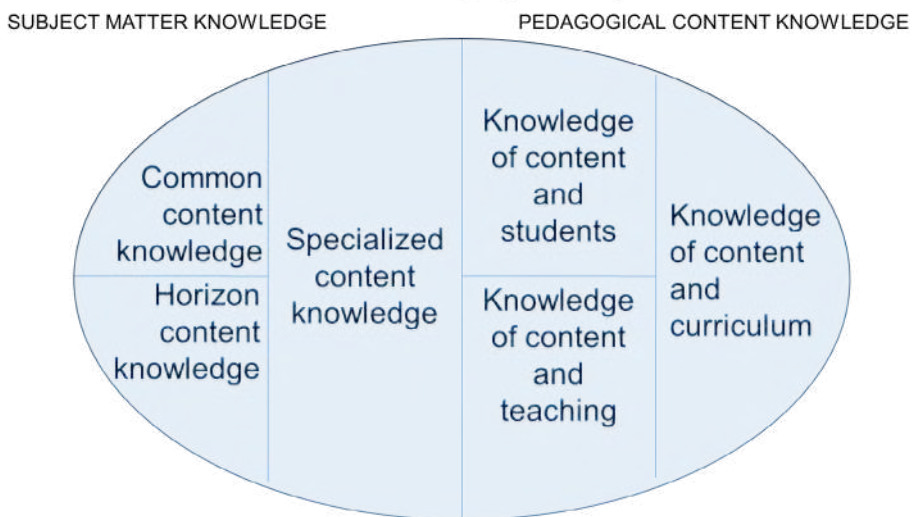 SUBJECT MATTER KNOWLEDGE
PEDAGOGICAL CONTENT KNOWLEDGE
Common
content
knowledge
Horizon
content
knowledge
Specialized
content
knowledge
Knowledge
of content
and
students
Knowledge
of content
and
teaching
Knowledge
of content
and
curriculum